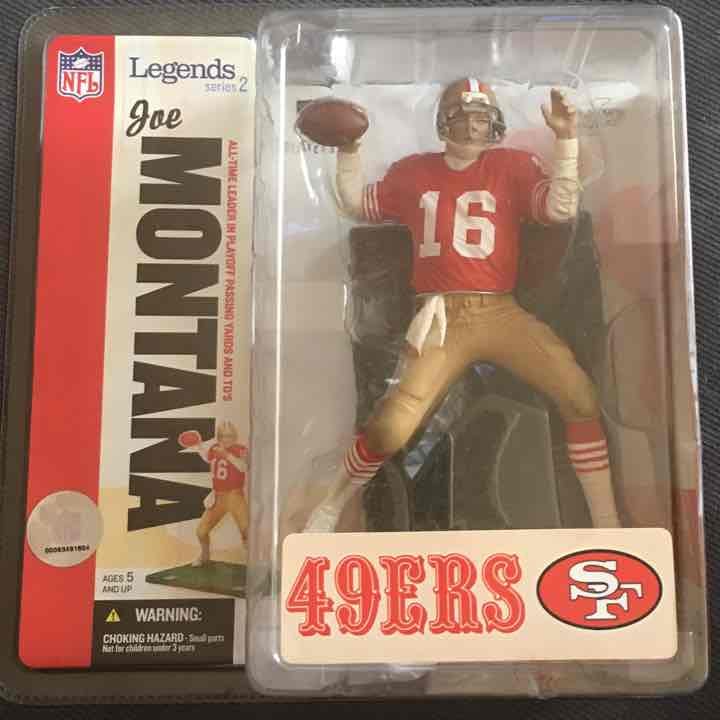 NFL
Legends
series 2
Joe
MONTANA
ALL-TIME LEADER IN PLAYOFF PASSING YARDS AND TD'S
16
16
AGES 5
AND UP
WARNING:
CHOKING HAZARD - Small parts
Not for children under 3 years
49ERS
SF